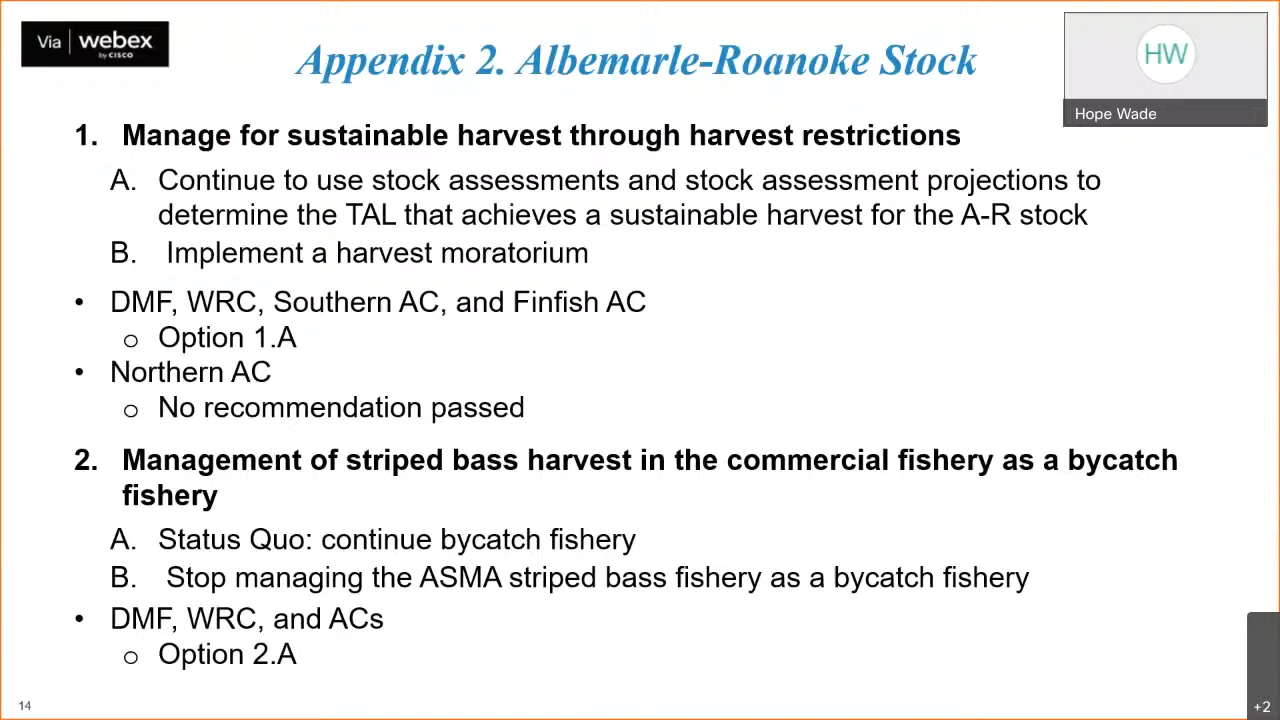 Via webex
by CISCO
Appendix 2. Albemarle-Roanoke Stock
HW
Hope Wade
1. Manage for sustainable harvest through harvest restrictions
A. Continue to use stock assessments and stock assessment projections to
determine the TAL that achieves a sustainable harvest for the A-R stock
B. Implement a harvest moratorium
• DMF, WRC, Southern AC, and Finfish AC
o Option 1.A
• Northern AC
o No recommendation passed
2. Management of striped bass harvest in the commercial fishery as a bycatch
fishery
A. Status Quo: continue bycatch fishery
B. Stop managing the ASMA striped bass fishery as a bycatch fishery
• DMF, WRC, and ACs
o Option 2.A
14
+2